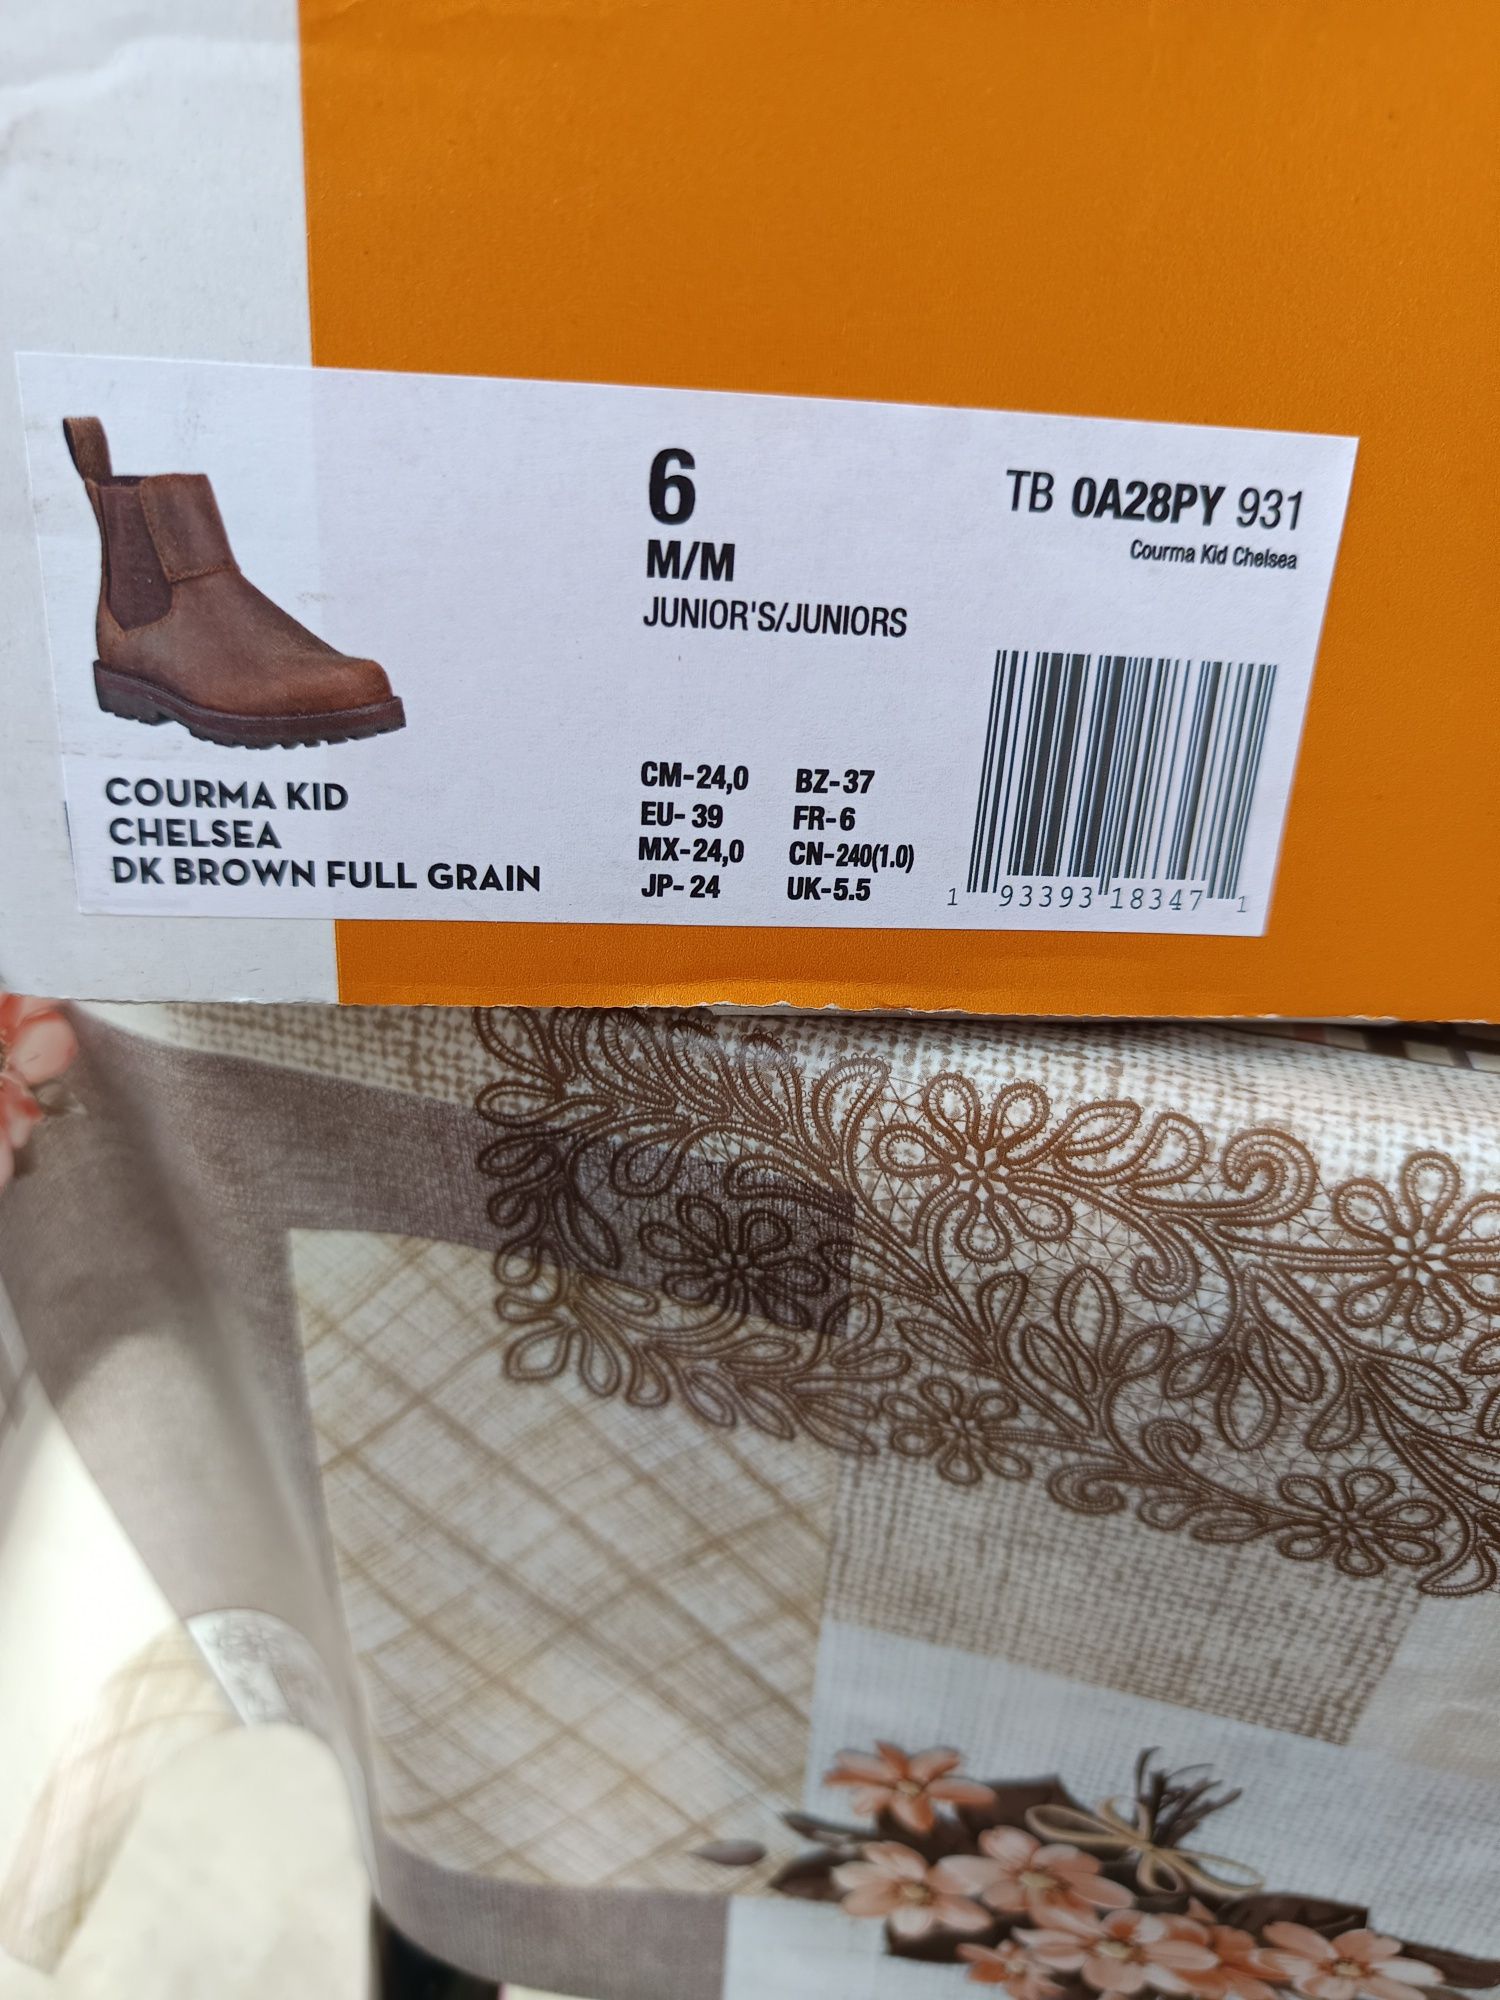 6
M/M
JUNIOR'S/JUNIORS
TB 0A28PY 931
Courma Kid Chelsea
COURMA KID
CHELSEA
DK BROWN FULL GRAIN
CM-24,0 BZ-37
EU-39 FR-6
MX-24,0 CN-240(1.0)
JP-24 UK-5.5
1 93393 18347 1